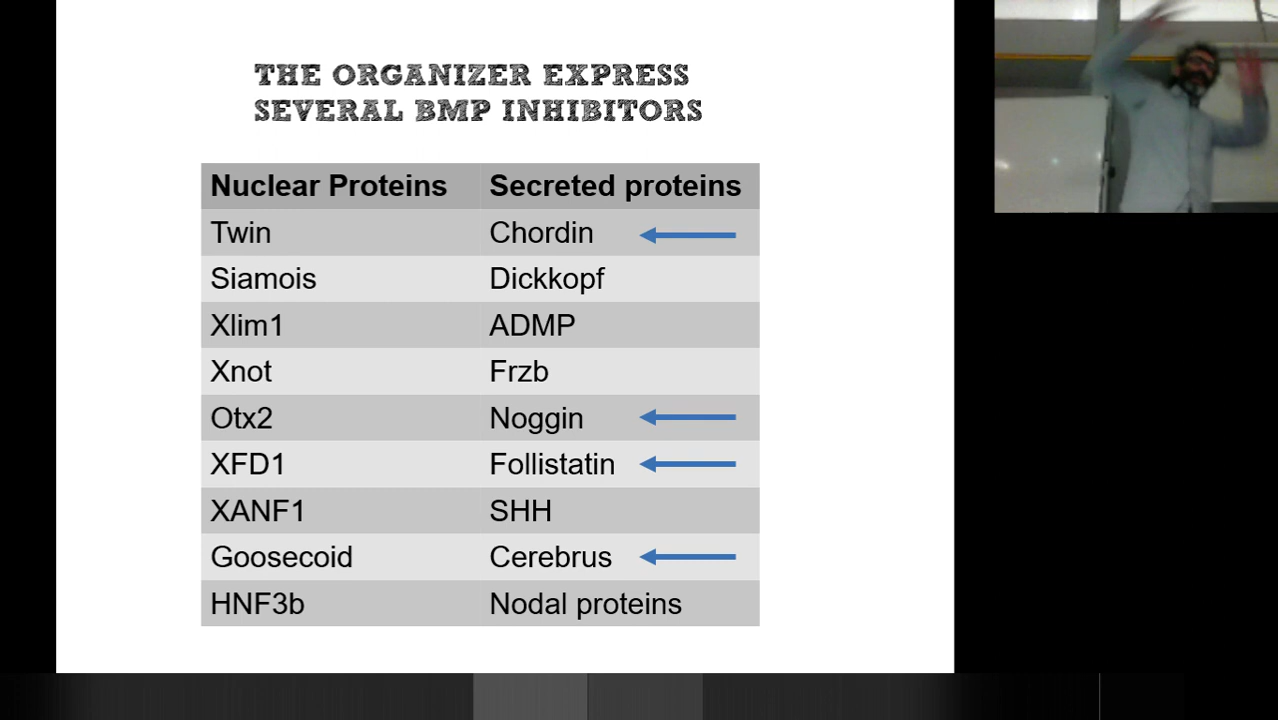 THE ORGANIZER EXPRESS
SEVERAL BMP INHIBITORS
Nuclear Proteins Secreted proteins
Twin Chordin
Siamois Dickkopf
Xlim1 ADMP
Xnot Frzb
Otx2 Noggin
XFD1 Follistatin
XANF1 SHH
Goosecoid Cerebrus
HNF3b Nodal proteins